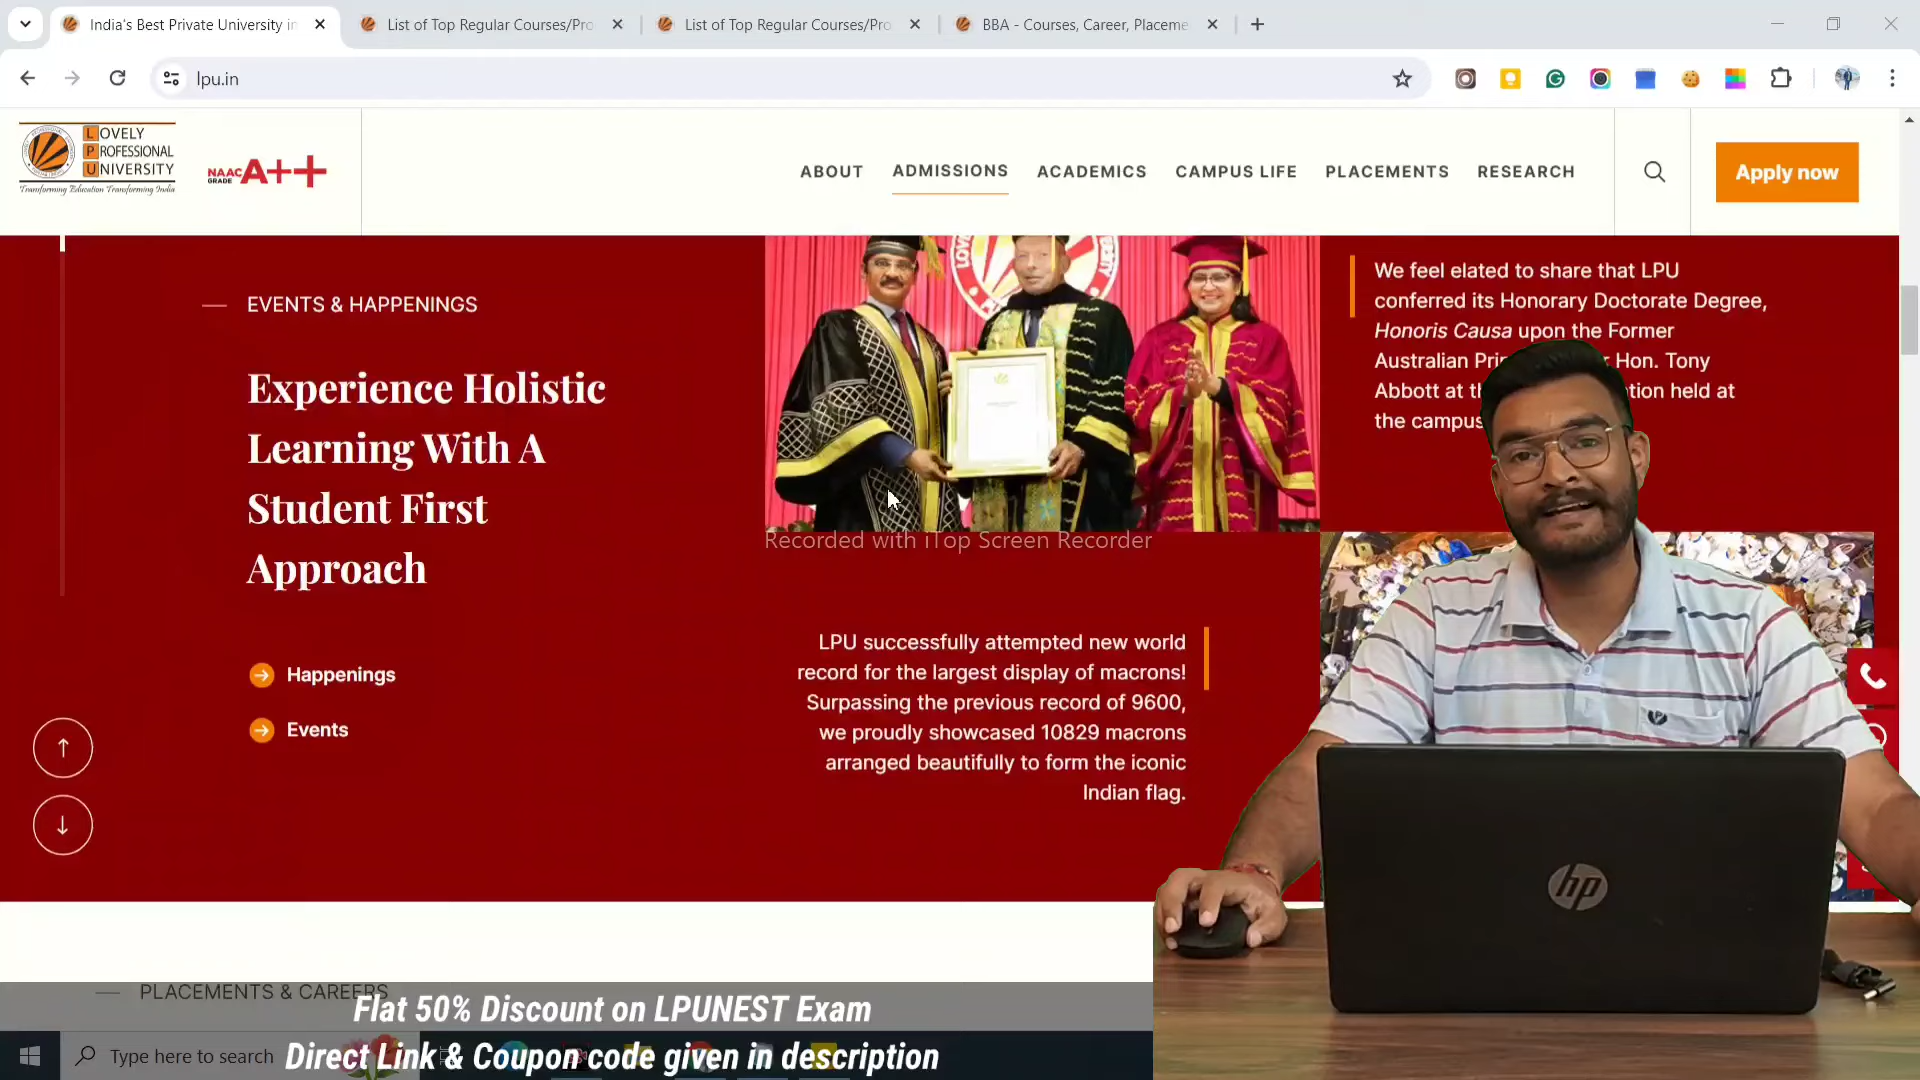 India's Best Private University in
List of Top Regular Courses/Pro
List of Top Regular Courses/Pro
BBA - Courses, Career, Placeme
lpu.in
LOVELY
PROFESSIONAL
UNIVERSITY
Transforming Education Transforming India
NAAC
GRADE
A++
ABOUT
ADMISSIONS
ACADEMICS
CAMPUS LIFE
PLACEMENTS
RESEARCH
Apply now
EVENTS & HAPPENINGS
Experience Holistic
Learning With A
Student First
Approach
Happenings
Events
We feel elated to share that LPU
conferred its Honorary Doctorate Degree,
Honoris Causa upon the Former
Australian Hon. Tony
Abbott at held at
the campus
Recorded with iTop Screen Recorder
LPU successfully attempted new world
record for the largest display of macrons!
Surpassing the previous record of 9600,
we proudly showcased 10829 macrons
arranged beautifully to form the iconic
Indian flag.
hp
PLACEMENTS & CAREERS
Flat 50% Discount on LPUNEST Exam
Type here to search
Direct Link & Coupon code given in description